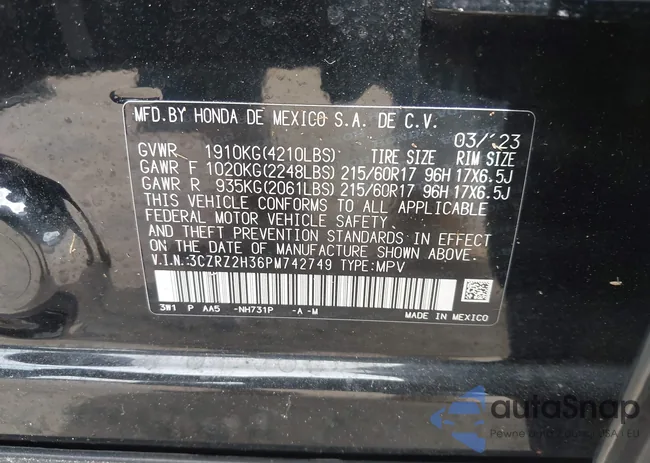 MFD.BY HONDA DE MEXICO S.A. DE C.V.
03/'23
GVWR 1910KG(4210LBS) TIRE SIZE RIM SIZE
GAWR F 1020KG(2248LBS) 215/60R17 96H 17X6.5J
GAWR R 935KG(2061LBS) 215/60R17 96H 17X6.5J
THIS VEHICLE CONFORMS TO ALL APPLICABLE
FEDERAL MOTOR VEHICLE SAFETY
AND THEFT PREVENTION STANDARDS IN EFFECT
ON THE DATE OF MANUFACTURE SHOWN ABOVE.
V.I.N.:3CZRZ2H36PM742749 TYPE:MPV
3W1 P AA5 -NH731P -A -M
MADE IN MEXICO
autoSnap
USA | EU